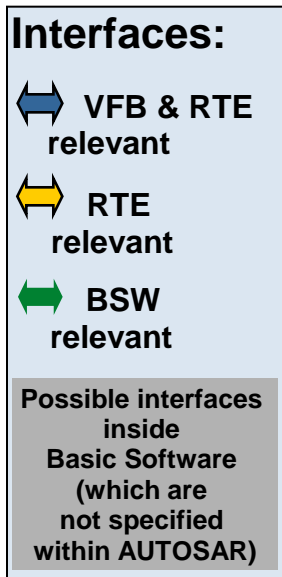 Interfaces:
VFB & RTE
relevant
RTE
relevant
BSW
relevant
Possible interfaces
inside
Basic Software
(which are
not specified
within AUTOSAR)